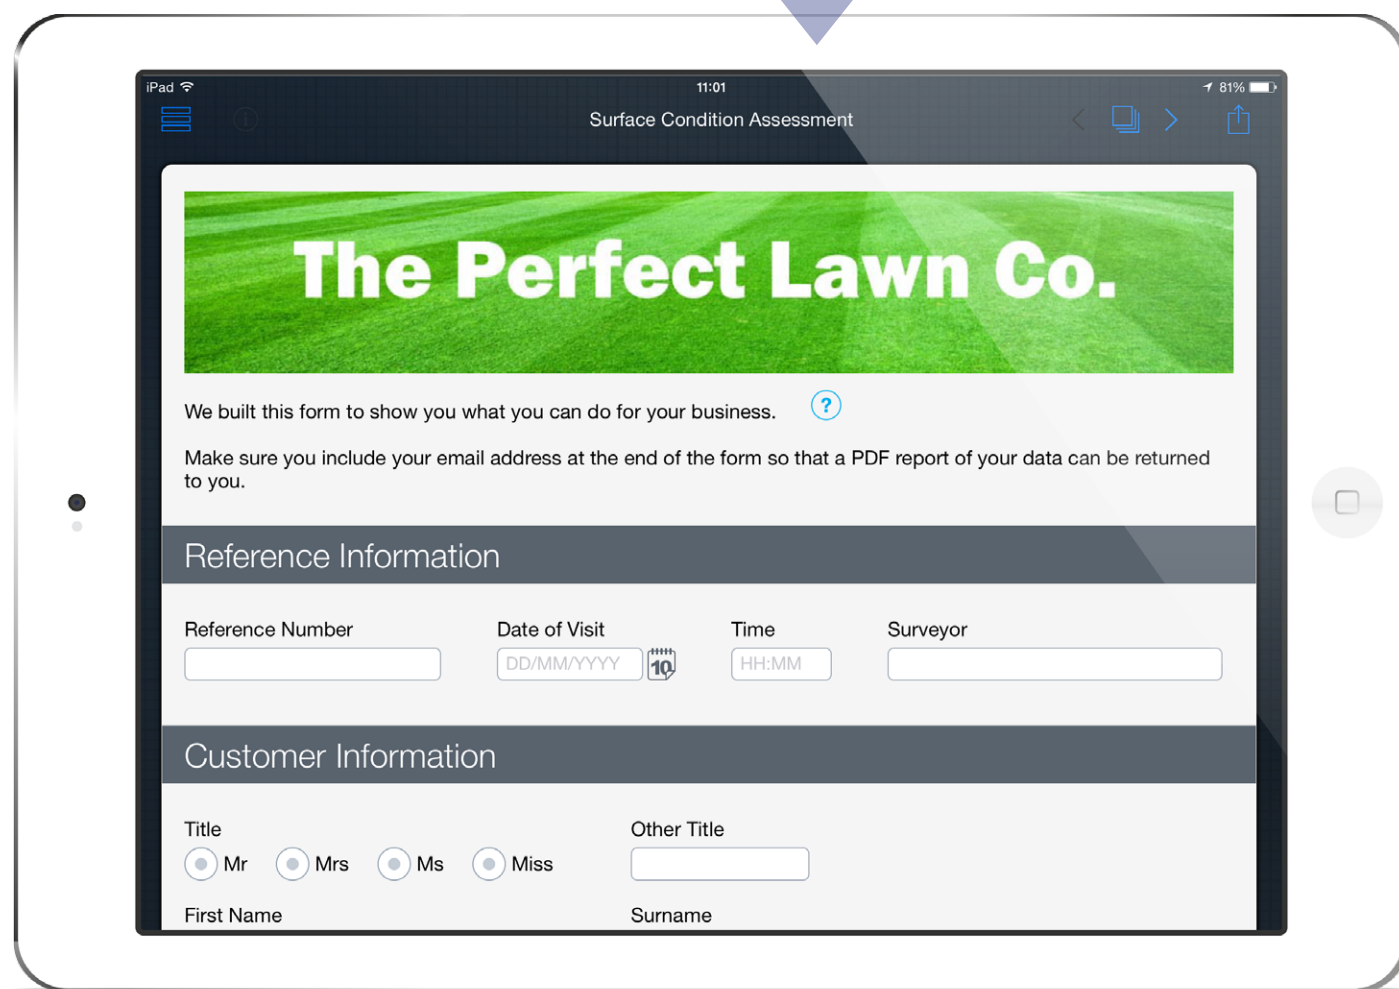 iPad 11:01 81%
Surface Condition Assessment
The Perfect Lawn Co.
We built this form to show you what you can do for your business. ?
Make sure you include your email address at the end of the form so that a PDF report of your data can be returned
to you.
Reference Information
Reference Number Date of Visit Time Surveyor
DD/MM/YYYY 10 HH:MM
Customer Information
Title Other Title
Mr Mrs Ms Miss
First Name Surname